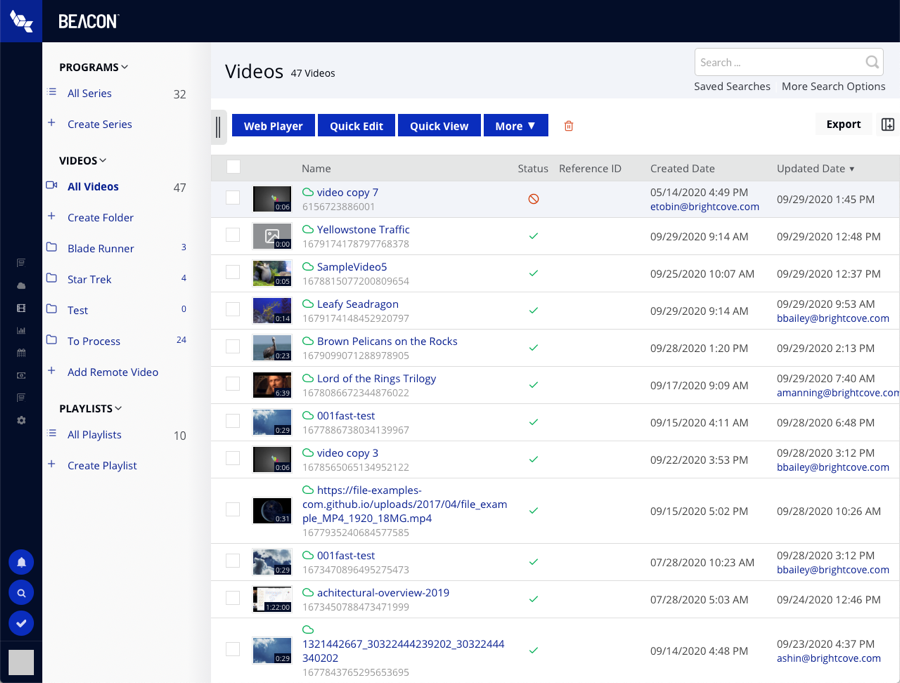 BEACON
PROGRAMS
All Series 32
Create Series
VIDEOS
All Videos 47
Create Folder
Blade Runner 3
Star Trek 4
Test 0
To Process 24
Add Remote Video
PLAYLISTS
All Playlists 10
Create Playlist
Videos 47 Videos
Search ...
Saved Searches More Search Options
Web Player Quick Edit Quick View More ▼ Export
Name Status Reference ID Created Date Updated Date ▼
0:06 video copy 7 05/14/2020 4:49 PM 09/29/2020 1:45 PM
6156723886001 etobin@brightcove.com
0:00 Yellowstone Traffic 09/29/2020 9:14 AM 09/29/2020 12:48 PM
1679174178797768378
0:05 SampleVideo5 09/25/2020 10:07 AM 09/29/2020 12:37 PM
1678815077200809654
0:14 Leafy Seadragon 09/29/2020 9:14 AM 09/29/2020 9:53 AM
1679174148452920797 bbailey@brightcove.com
0:23 Brown Pelicans on the Rocks 09/28/2020 1:20 PM 09/29/2020 2:13 PM
1679099071288978905
6:39 Lord of the Rings Trilogy 09/17/2020 9:09 AM 09/29/2020 7:40 AM
1678086672344876022 amanning@brightcove.com
0:29 001fast-test 09/15/2020 4:11 AM 09/28/2020 6:48 PM
1677886738034139967
0:06 video copy 3 09/22/2020 3:53 PM 09/28/2020 3:12 PM
1678565065134952122 bbailey@brightcove.com
https://file-examples-
0:31 com.github.io/uploads/2017/04/file_exam 09/15/2020 5:02 PM 09/28/2020 10:26 AM
ple_MP4_1920_18MG.mp4
1677935240684577585
0:29 001fast-test 07/28/2020 10:23 AM 09/28/2020 3:12 PM
1673470896495275473 bbailey@brightcove.com
1:22:00 achitectural-overview-2019 07/28/2020 5:03 AM 09/24/2020 12:46 PM
1673450788473471999
0:29 1321442667_30322444239202_30322444 09/14/2020 4:48 PM 09/23/2020 4:37 PM
340202 ashin@brightcove.com
1677843765295653695